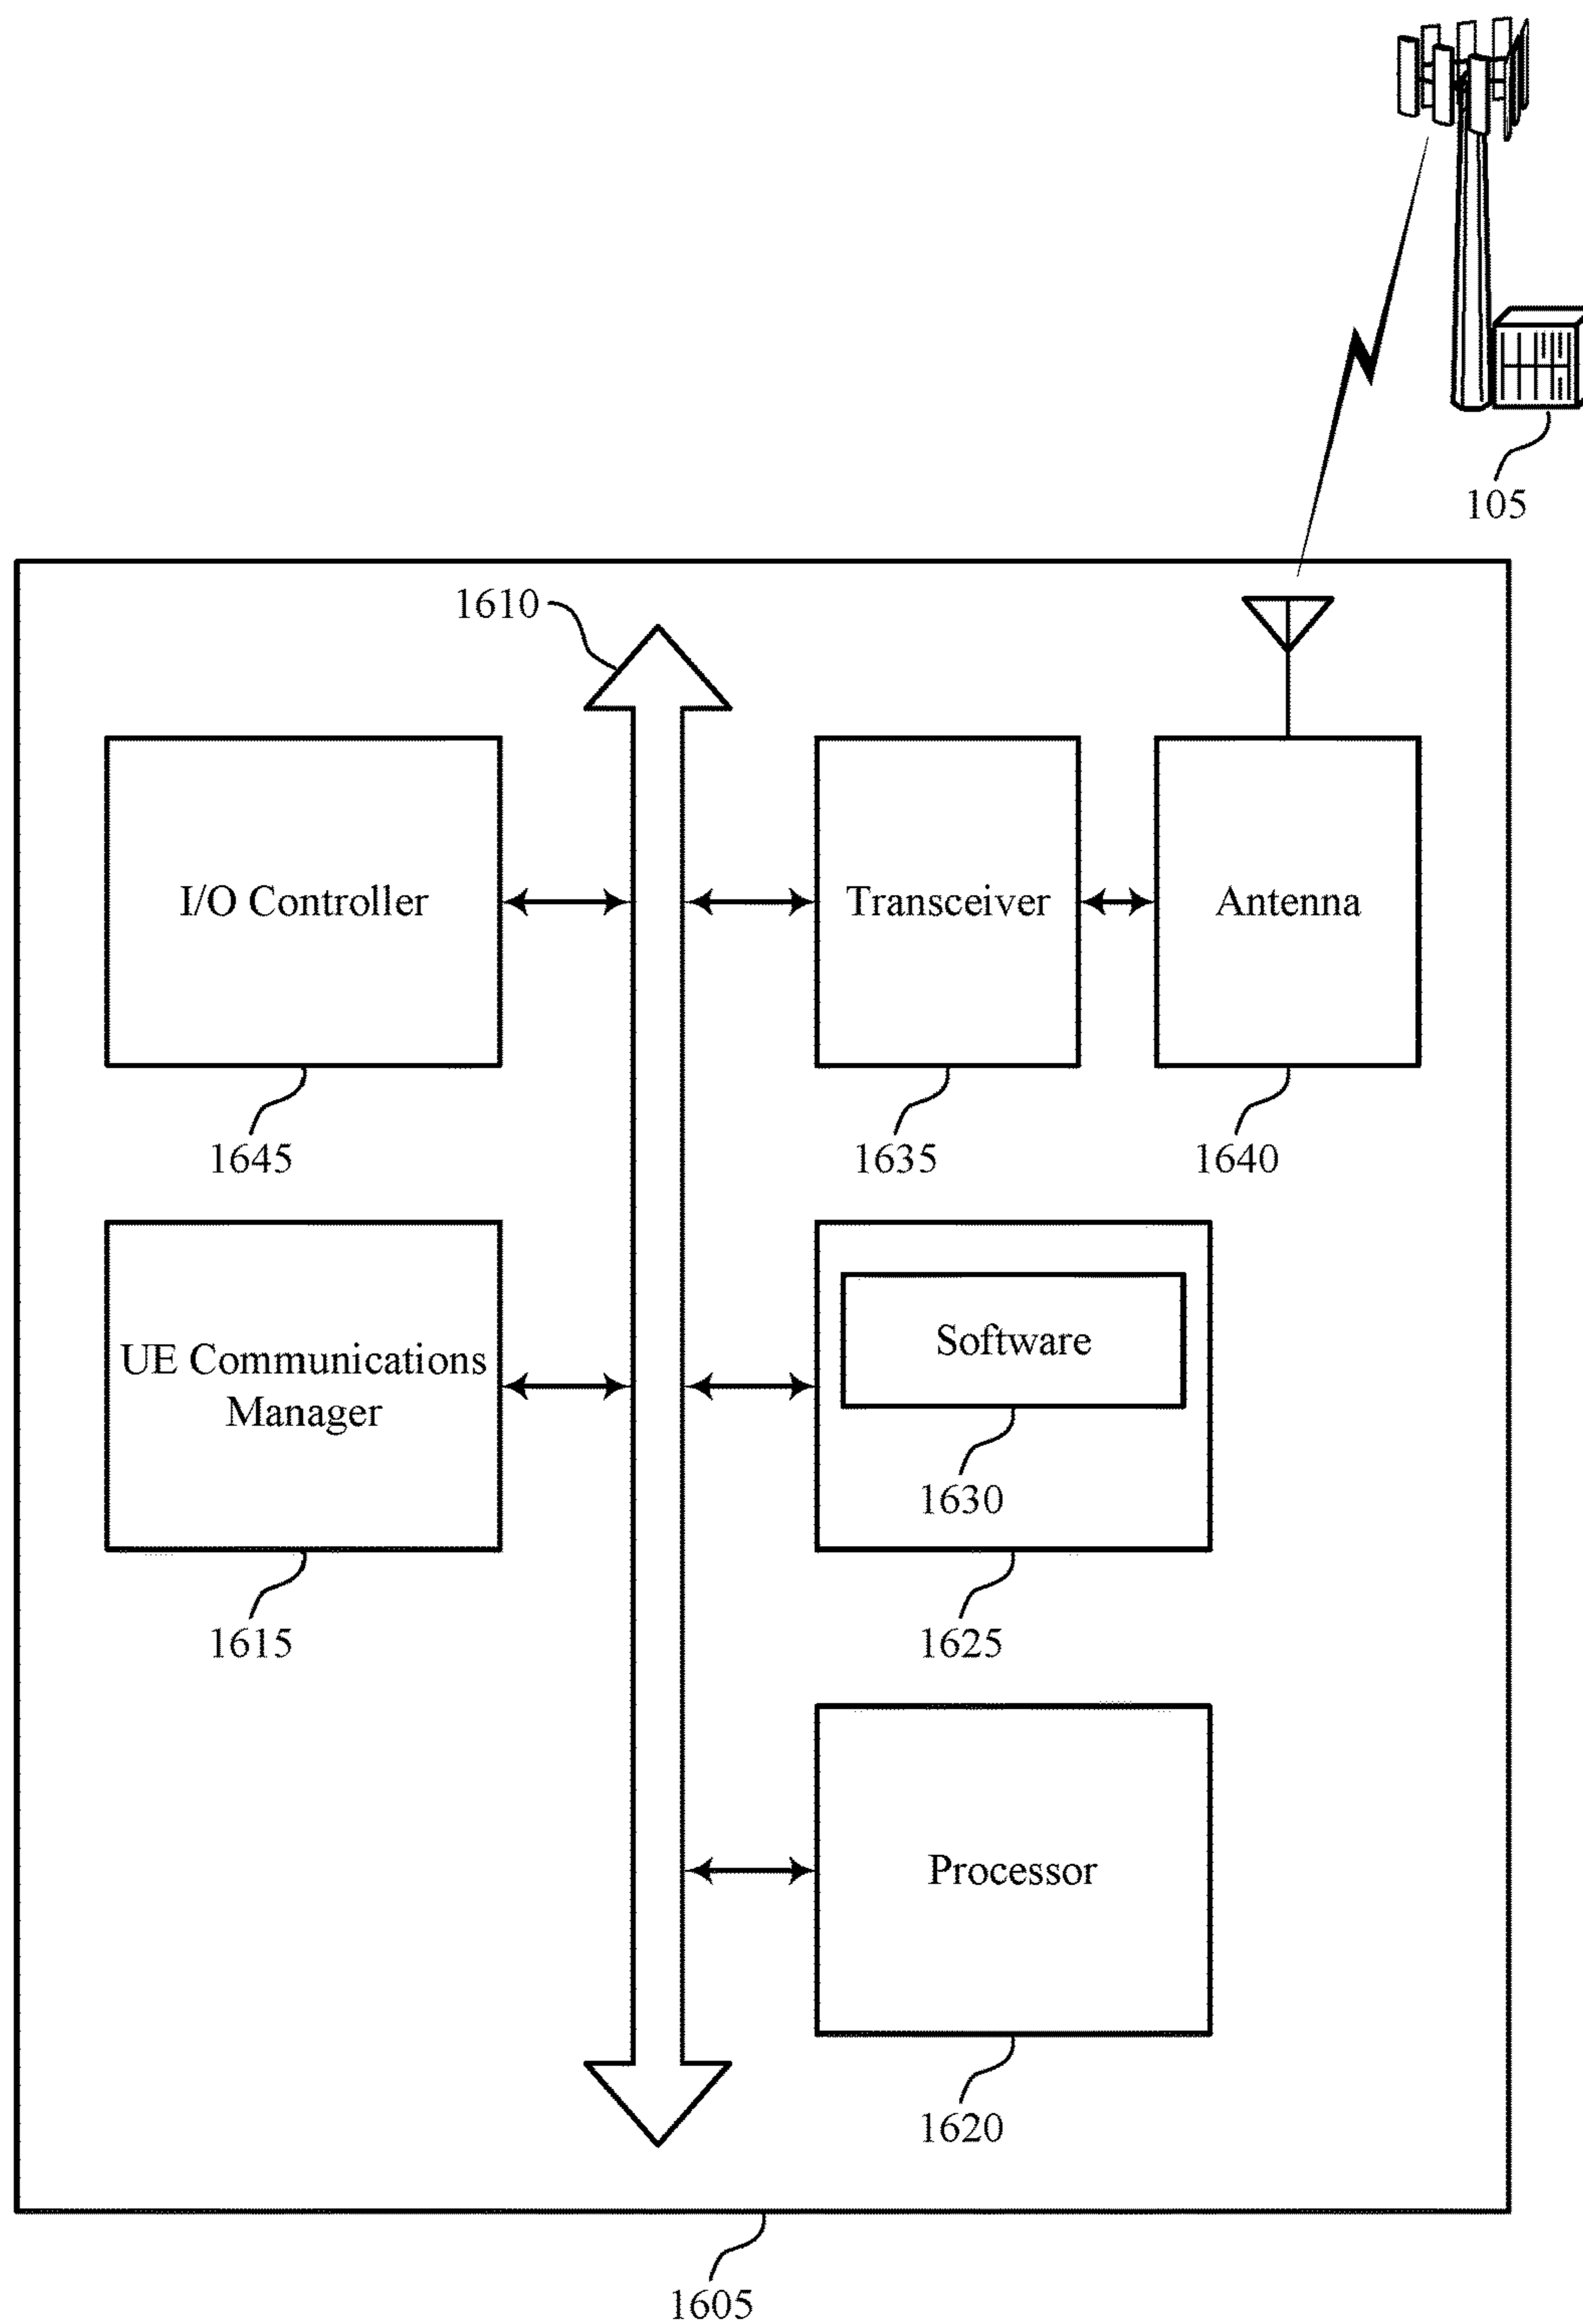 105
1610
I/O Controller
Transceiver
Antenna
1645
1635
1640
UE Communications
Manager
Software
1630
1615
1625
Processor
1620
1605